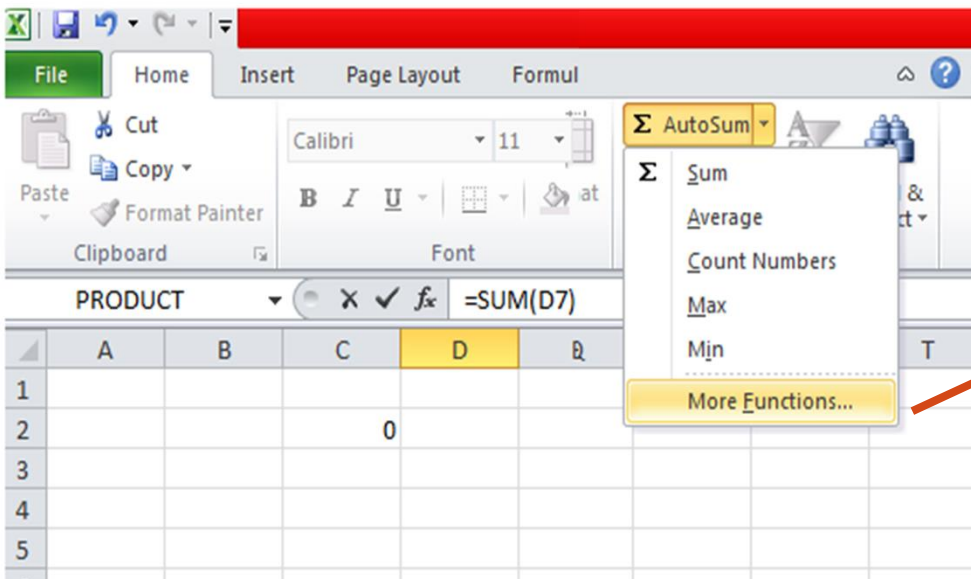 File Home Insert Page Layout Formul
Cut
Copy
Paste
Format Painter
Clipboard
Calibri 11
B I U at
Font
Σ AutoSum
Σ Sum
Average
Count Numbers
Max
Min
More Functions...
&
PRODUCT fx =SUM(D7)
A B C D T
1
2 0
3
4
5